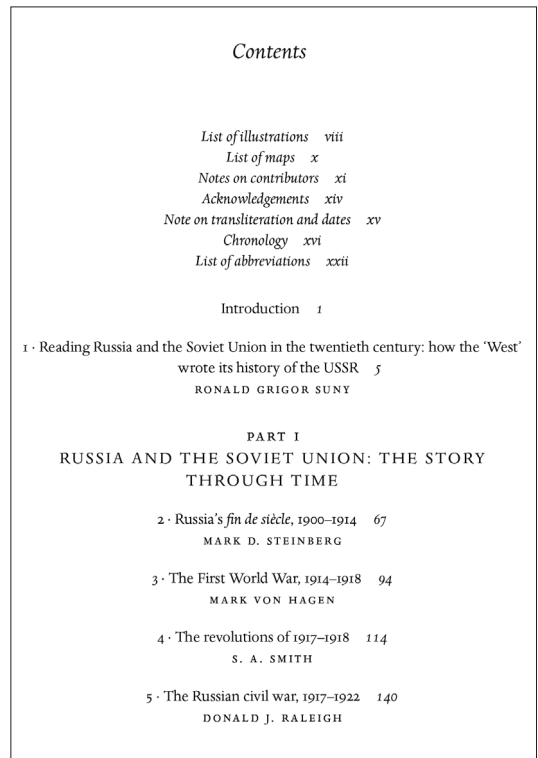 Contents
List of illustrations viii
List of maps x
Notes on contributors xi
Acknowledgements xiv
Note on transliteration and dates xv
Chronology xvi
List of abbreviations xxii
Introduction 1
1 · Reading Russia and the Soviet Union in the twentieth century: how the ‘West’
wrote its history of the USSR 5
RONALD GRIGOR SUNY
PART I
RUSSIA AND THE SOVIET UNION: THE STORY
THROUGH TIME
2 · Russia’s fin de siècle, 1900–1914 67
MARK D. STEINBERG
3 · The First World War, 1914–1918 94
MARK VON HAGEN
4 · The revolutions of 1917–1918 114
S. A. SMITH
5 · The Russian civil war, 1917–1922 140
DONALD J. RALEIGH